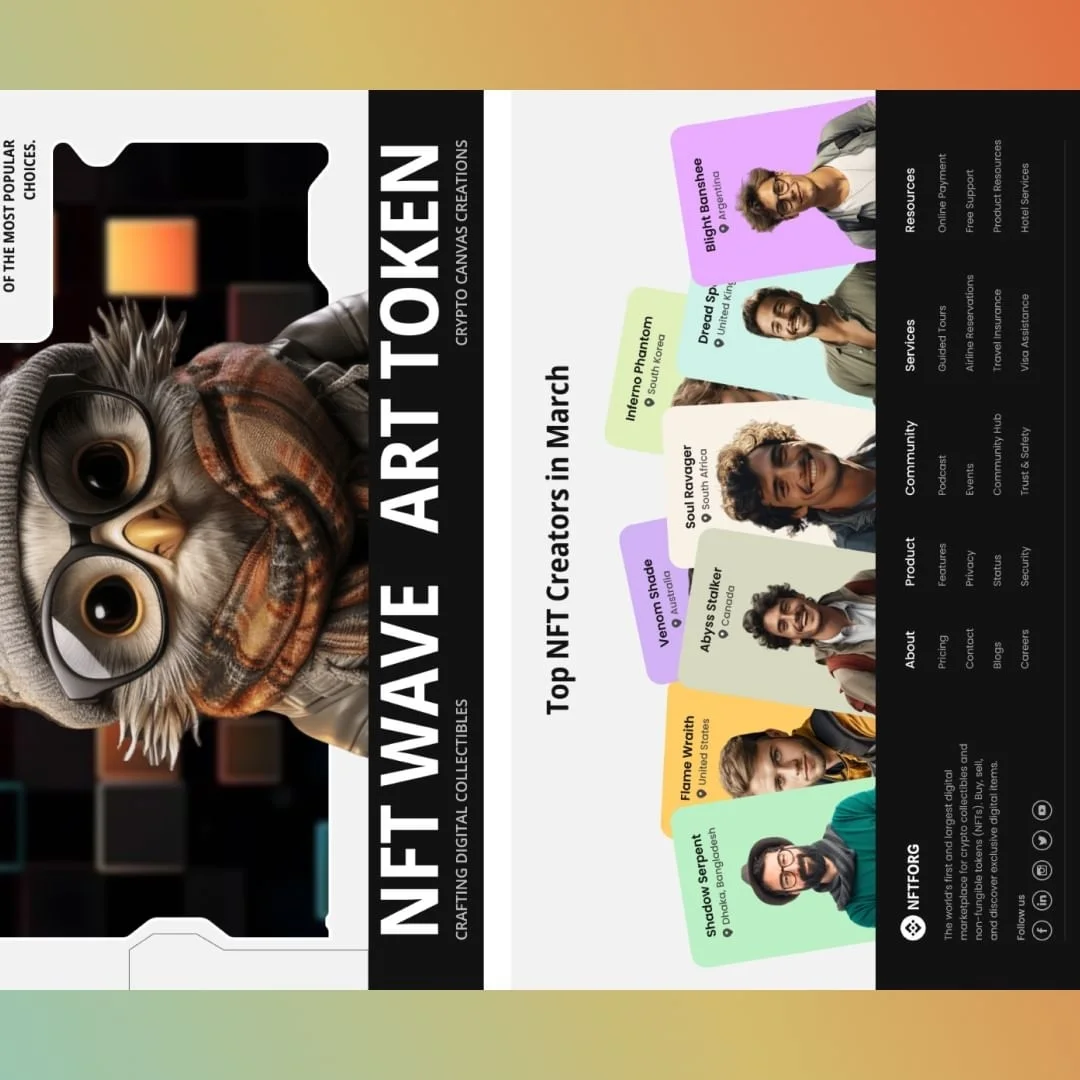 OF THE MOST POPULAR
CHOICES.
NFT WAVE ART TOKEN
CRAFTING DIGITAL COLLECTIBLES
CRYPTO CANVAS CREATIONS
Top NFT Creators in March
Shadow Serpent
Dhaka, Bangladesh
Flame Wraith
United States
Venom Shade
Australia
Abyss Stalker
Canada
Soul Ravager
South Africa
Inferno Phantom
South Korea
Dread Sp
United King
Blight Banshee
Argentina
NFTFORG
The world's first and largest digital
marketplace for crypto collectibles and
non-fungible tokens (NFTs). Buy, sell,
and discover exclusive digital items.
Follow us
About
Pricing
Contact
Blogs
Careers
Product
Features
Privacy
Status
Security
Community
Podcast
Events
Community Hub
Trust & Safety
Services
Guided Tours
Airline Reservations
Travel Insurance
Visa Assistance
Resources
Online Payment
Free Support
Product Resources
Hotel Services